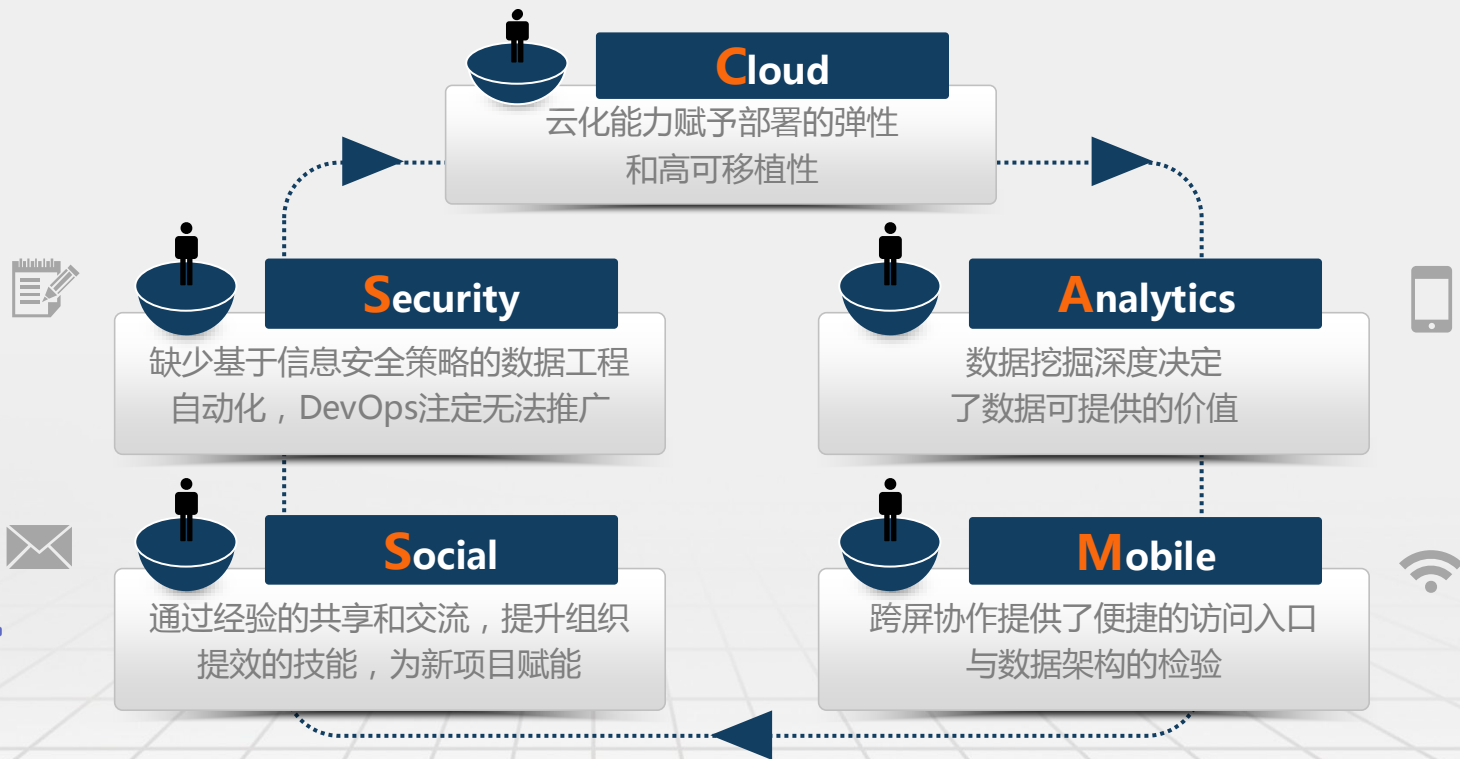 Cloud
云化能力赋予部署的弹性
和高可移植性
Security
缺少基于信息安全策略的数据工程
自动化，DevOps注定无法推广
Analytics
数据挖掘深度决定
了数据可提供的价值
Social
通过经验的共享和交流，提升组织
提效的技能，为新项目赋能
Mobile
跨屏协作提供了便捷的访问入口
与数据架构的检验